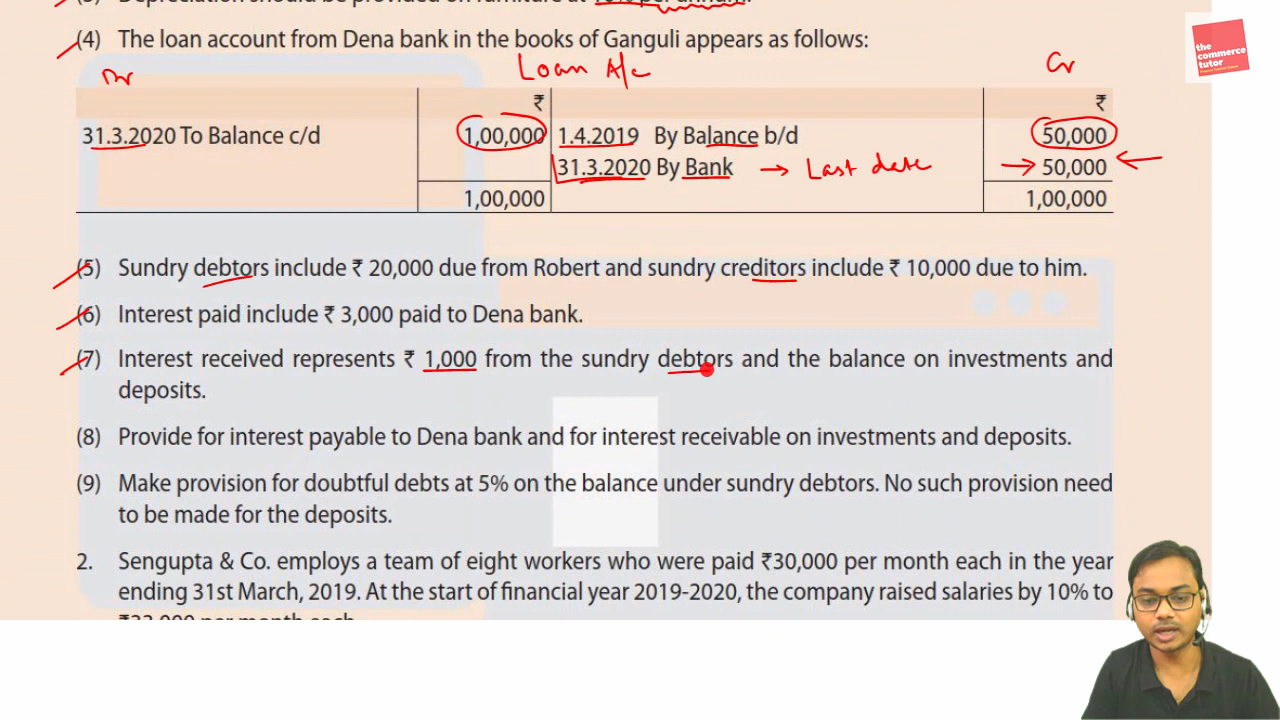 (4) The loan account from Dena bank in the books of Ganguli appears as follows:
Dr Loan A/c Cr
₹ ₹
31.3.2020 To Balance c/d 1,00,000 1.4.2019 By Balance b/d 50,000
31.3.2020 By Bank → Last date → 50,000 ←
1,00,000 1,00,000
(5) Sundry debtors include ₹ 20,000 due from Robert and sundry creditors include ₹ 10,000 due to him.
(6) Interest paid include ₹ 3,000 paid to Dena bank.
(7) Interest received represents ₹ 1,000 from the sundry debtors and the balance on investments and
deposits.
(8) Provide for interest payable to Dena bank and for interest receivable on investments and deposits.
(9) Make provision for doubtful debts at 5% on the balance under sundry debtors. No such provision need
to be made for the deposits.
2. Sengupta & Co. employs a team of eight workers who were paid ₹30,000 per month each in the year
ending 31st March, 2019. At the start of financial year 2019-2020, the company raised salaries by 10% to
the
commerce
tutor